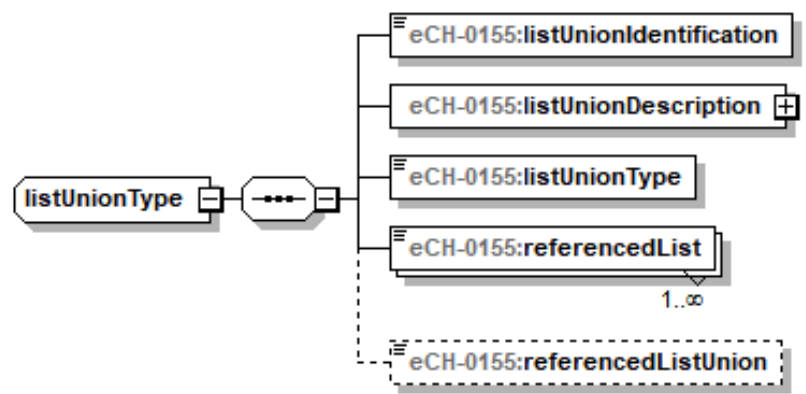 eCH-0155:listUnionIdentification
eCH-0155:listUnionDescription
eCH-0155:listUnionType
listUnionType
eCH-0155:referencedList
1..∞
eCH-0155:referencedListUnion